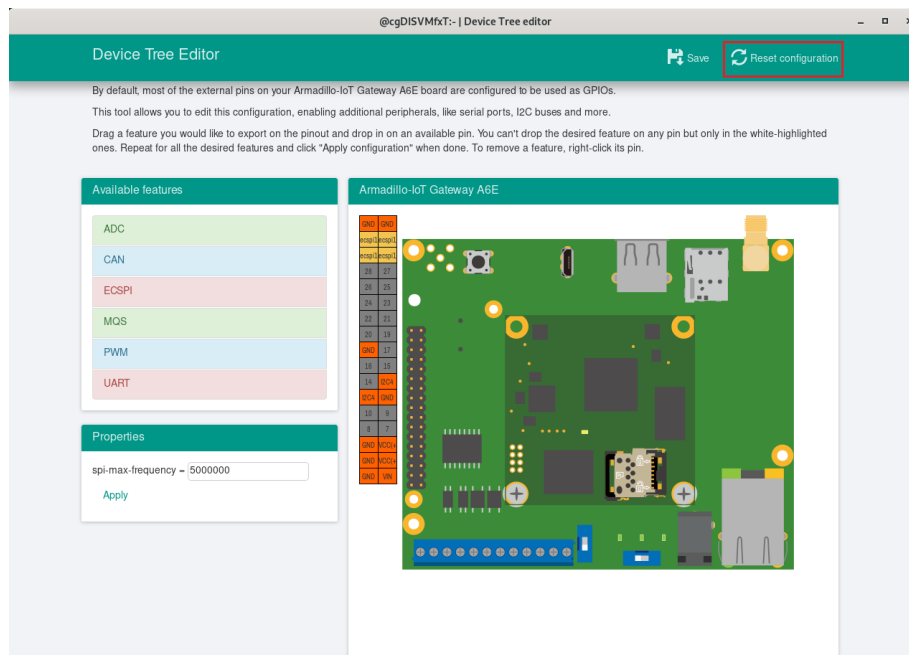 @cgDISVMfxT:~ | Device Tree editor
Device Tree Editor
Save
Reset configuration
By default, most of the external pins on your Armadillo-IoT Gateway A6E board are configured to be used as GPIOs.
This tool allows you to edit this configuration, enabling additional peripherals, like serial ports, I2C buses and more.
Drag a feature you would like to export on the pinout and drop in on an available pin. You can't drop the desired feature on any pin but only in the white-highlighted
ones. Repeat for all the desired features and click "Apply configuration" when done. To remove a feature, right-click its pin.
Available features
Armadillo-IoT Gateway A6E
ADC
CAN
ECSPI
MQS
PWM
UART
Properties
spi-max-frequency = 5000000
Apply
GND GND
ecspi1 ecspi1
ecspi1 ecspi1
28 27
26 25
24 23
22 21
20 19
GND 17
16 15
14 I2C4
I2C4 GND
10 9
8 7
GND VCC(+
GND VCC(+
GND VIN